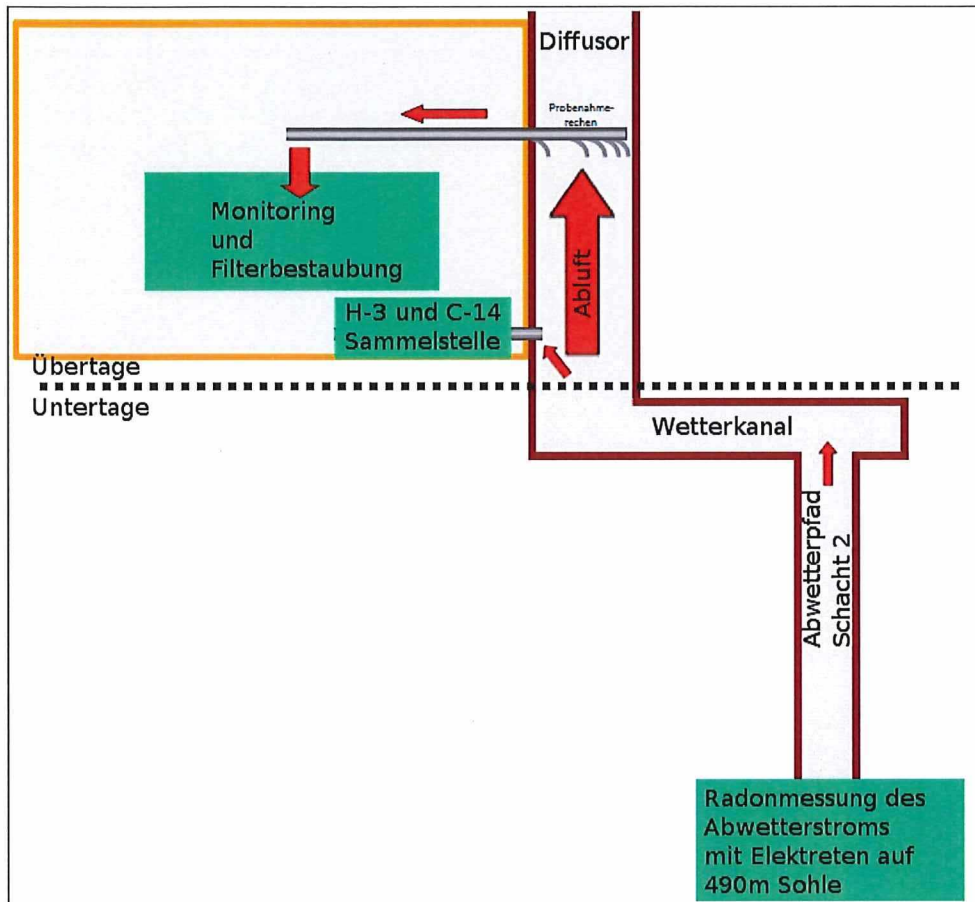 Diffusor
Probenahme-
rechen
Monitoring
und
Filterbestaubung
Abluft
H-3 und C-14
Sammelstelle
Übertage
Untertage
Wetterkanal
Abwetterpfad
Schacht 2
Radonmessung des
Abwetterstroms
mit Elektreten auf
490m Sohle